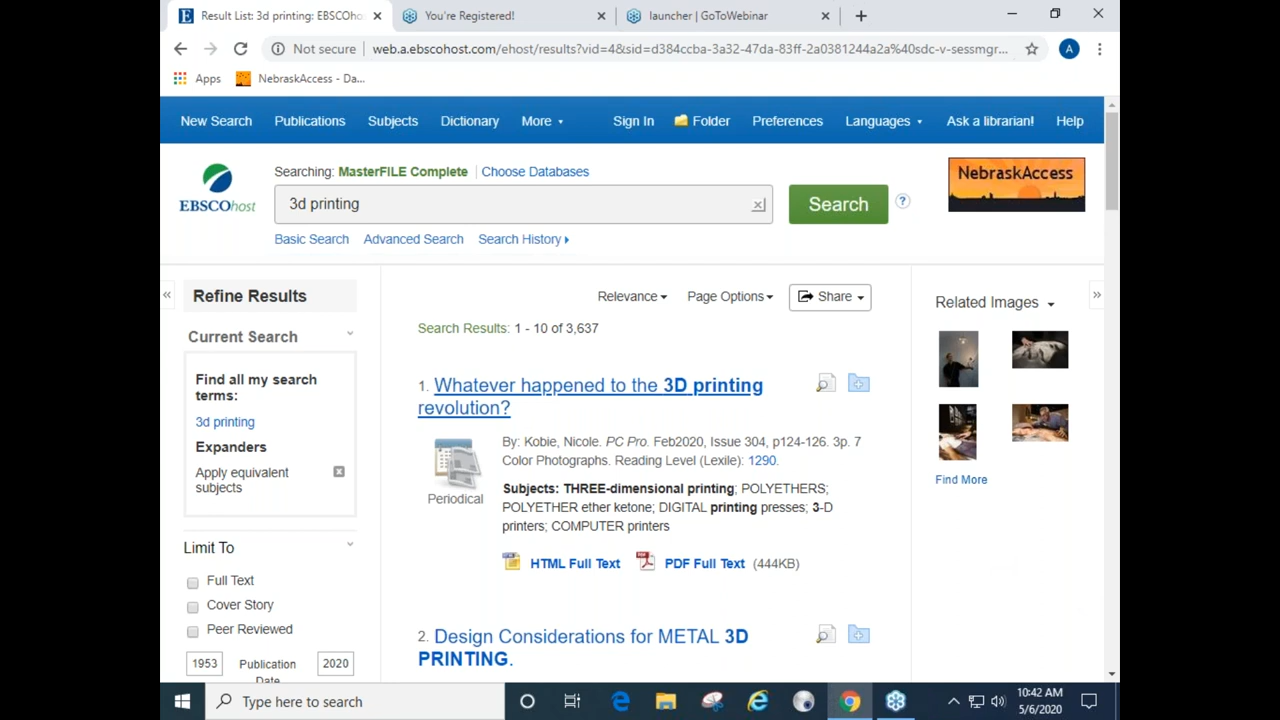 Result List: 3d printing: EBSCOho
You're Registered!
launcher | GoToWebinar
Not secure
web.a.ebscohost.com/ehost/results?vid=4&sid=d384ccba-3a32-47da-83ff-2a0381244a2a%40sdc-v-sessmgr...
A
Apps
NebraskAccess - Da...
New Search Publications Subjects Dictionary More Sign In Folder Preferences Languages Ask a librarian! Help
Searching: MasterFILE Complete Choose Databases
NebraskAccess
3d printing
Search
?
EBSCOhost
Basic Search Advanced Search Search History
Refine Results
Current Search
Find all my search
terms:
3d printing
Expanders
Apply equivalent
subjects
Limit To
Full Text
Cover Story
Peer Reviewed
1953
Publication
Date
2020
Relevance Page Options Share
Search Results: 1 - 10 of 3,637
1. Whatever happened to the 3D printing
revolution?
Periodical
By: Kobie, Nicole. PC Pro. Feb2020, Issue 304, p124-126. 3p. 7
Color Photographs. Reading Level (Lexile): 1290.
Subjects: THREE-dimensional printing; POLYETHERS;
POLYETHER ether ketone; DIGITAL printing presses; 3-D
printers; COMPUTER printers
HTML Full Text PDF Full Text (444KB)
2. Design Considerations for METAL 3D
PRINTING.
Related Images
Find More
Type here to search
10:42 AM
5/6/2020